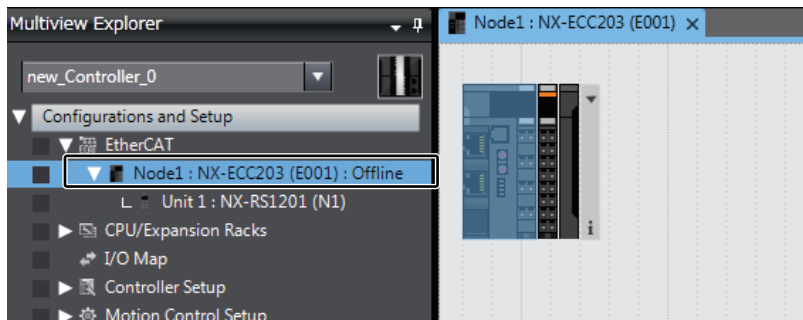 Multiview Explorer
Node1 : NX-ECC203 (E001)
new_Controller_0
Configurations and Setup
EtherCAT
Node1 : NX-ECC203 (E001) : Offline
Unit 1 : NX-RS1201 (N1)
CPU/Expansion Racks
I/O Map
Controller Setup
Motion Control Setup
i